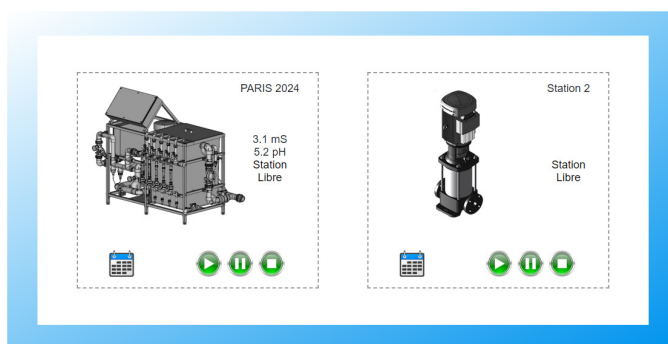 PARIS 2024
3.1 mS
5.2 pH
Station
Libre
Station 2
Station
Libre